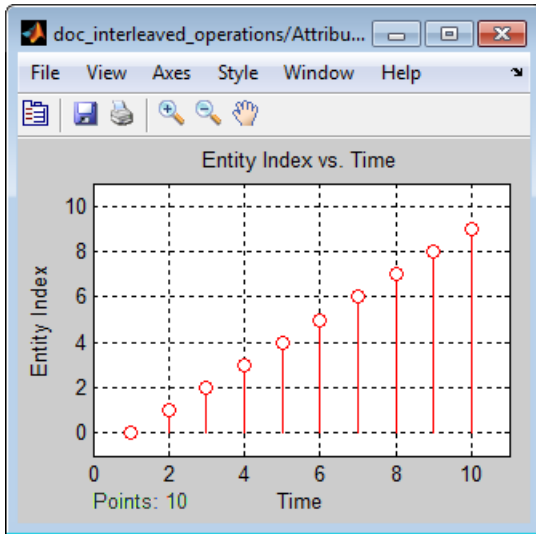 doc_interleaved_operations/Attribu...
File View Axes Style Window Help
Entity Index vs. Time
Entity Index
10
8
6
4
2
0
0 2 4 6 8 10
Points: 10 Time